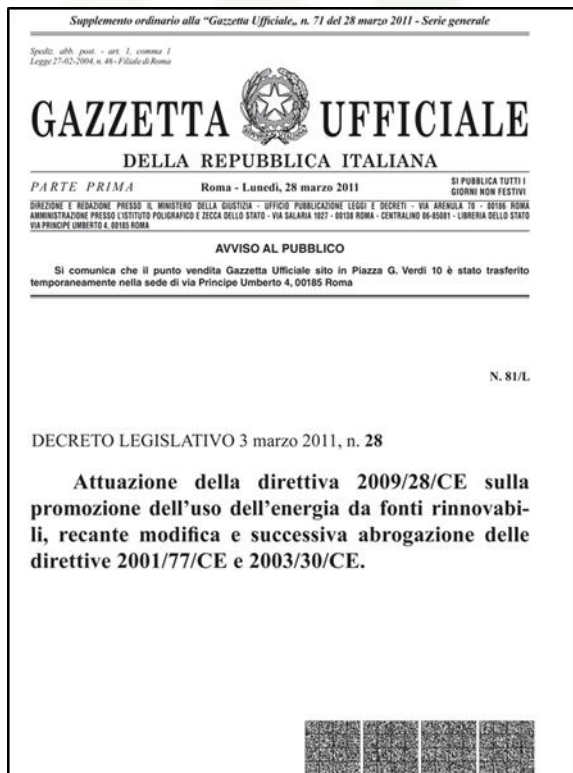 Supplemento ordinario alla "Gazzetta Ufficiale„ n. 71 del 28 marzo 2011 - Serie generale
Spediz. abb. post. - art. 1, comma 1
Legge 27-02-2004, n. 46 - Filiale di Roma
GAZZETTA UFFICIALE
DELLA REPUBBLICA ITALIANA
PARTE PRIMA
Roma - Lunedì, 28 marzo 2011
SI PUBBLICA TUTTI I
GIORNI NON FESTIVI
DIREZIONE E REDAZIONE PRESSO IL MINISTERO DELLA GIUSTIZIA - UFFICIO PUBBLICAZIONE LEGGI E DECRETI - VIA ARENULA 70 - 00186 ROMA
AMMINISTRAZIONE PRESSO L'ISTITUTO POLIGRAFICO E ZECCA DELLO STATO - VIA SALARIA 1027 - 00138 ROMA - CENTRALINO 06-85081 - LIBRERIA DELLO STATO
VIA PRINCIPE UMBERTO 4, 00185 ROMA
AVVISO AL PUBBLICO
Si comunica che il punto vendita Gazzetta Ufficiale sito in Piazza G. Verdi 10 è stato trasferito
temporaneamente nella sede di via Principe Umberto 4, 00185 Roma
N. 81/L
DECRETO LEGISLATIVO 3 marzo 2011, n. 28
Attuazione della direttiva 2009/28/CE sulla
promozione dell'uso dell'energia da fonti rinnovabi-
li, recante modifica e successiva abrogazione delle
direttive 2001/77/CE e 2003/30/CE.